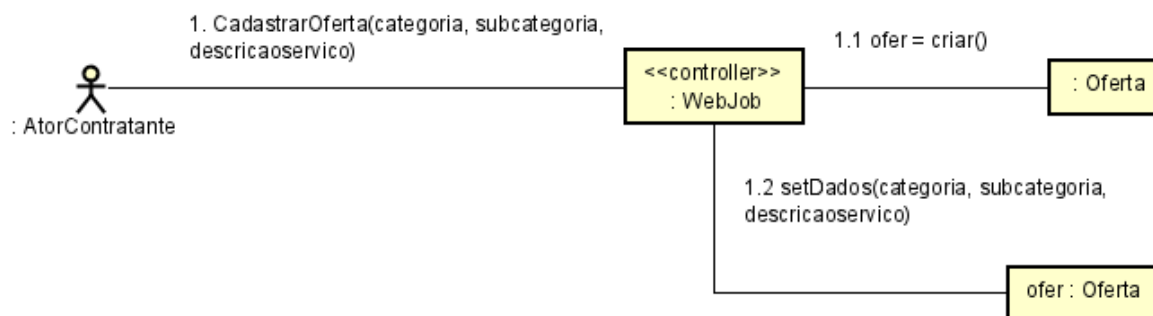 1. CadastrarOferta(categoria, subcategoria,
descricaoservico)
1.1 ofer = criar()
<<controller>>
: WebJob
: Oferta
: AtorContratante
1.2 setDados(categoria, subcategoria,
descricaoservico)
ofer : Oferta